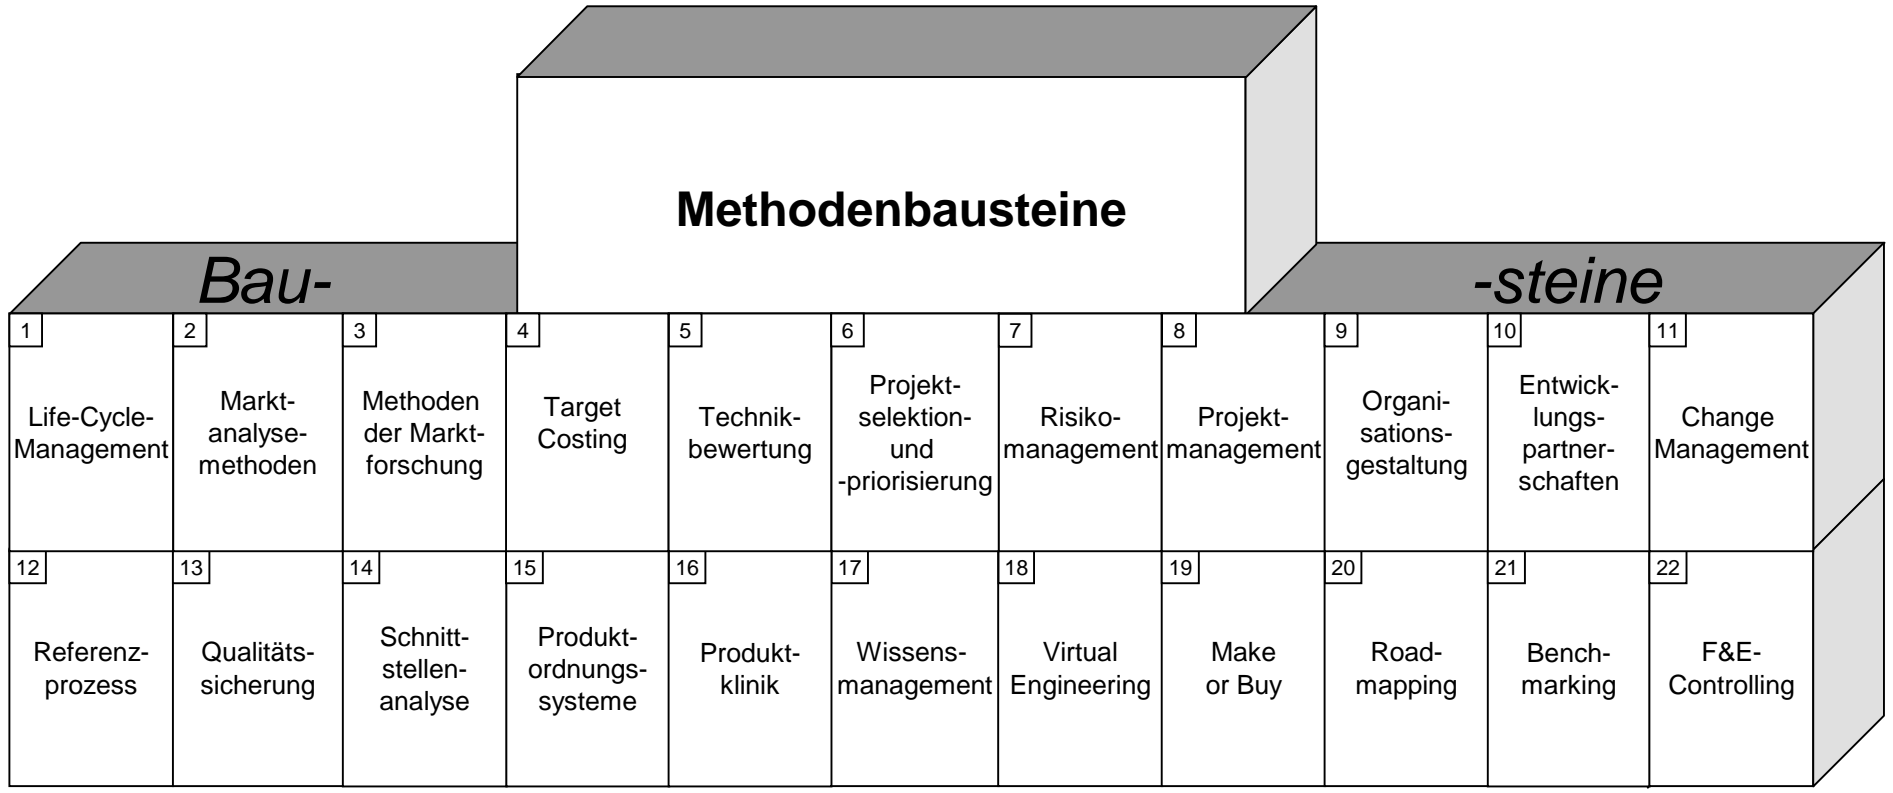 Methodenbausteine
Bau-
-steine
1
Life-Cycle-
Management
2
Markt-
analyse-
methoden
3
Methoden
der Markt-
forschung
4
Target
Costing
5
Technik-
bewertung
6
Projekt-
selektion-
und
-priorisierung
7
Risiko-
management
8
Projekt-
management
9
Organi-
sations-
gestaltung
10
Entwick-
lungs-
partner-
schaften
11
Change
Management
12
Referenz-
prozess
13
Qualitäts-
sicherung
14
Schnitt-
stellen-
analyse
15
Produkt-
ordnungs-
systeme
16
Produkt-
klinik
17
Wissens-
management
18
Virtual
Engineering
19
Make
or Buy
20
Road-
mapping
21
Bench-
marking
22
F&E-
Controlling